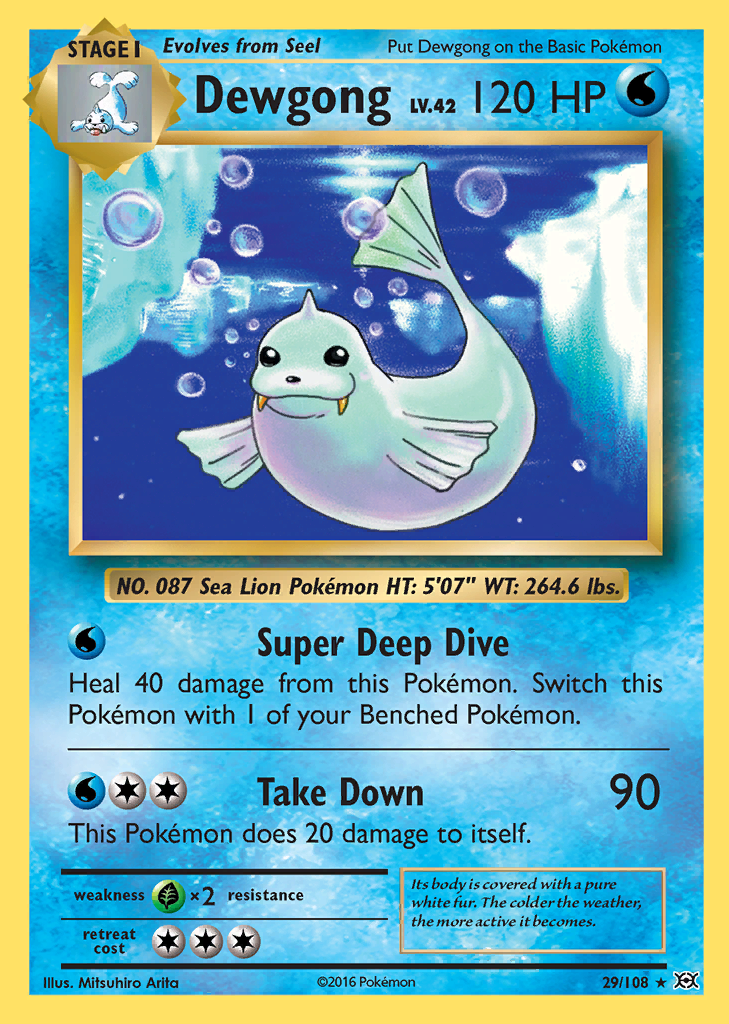 STAGE 1 Evolves from Seel Put Dewgong on the Basic Pokémon
Dewgong LV.42 120 HP
NO. 087 Sea Lion Pokémon HT: 5'07" WT: 264.6 lbs.
Super Deep Dive
Heal 40 damage from this Pokémon. Switch this
Pokémon with 1 of your Benched Pokémon.
Take Down 90
This Pokémon does 20 damage to itself.
weakness ×2 resistance
retreat
cost
Its body is covered with a pure
white fur. The colder the weather,
the more active it becomes.
Illus. Mitsuhiro Arita ©2016 Pokémon 29/108 ★